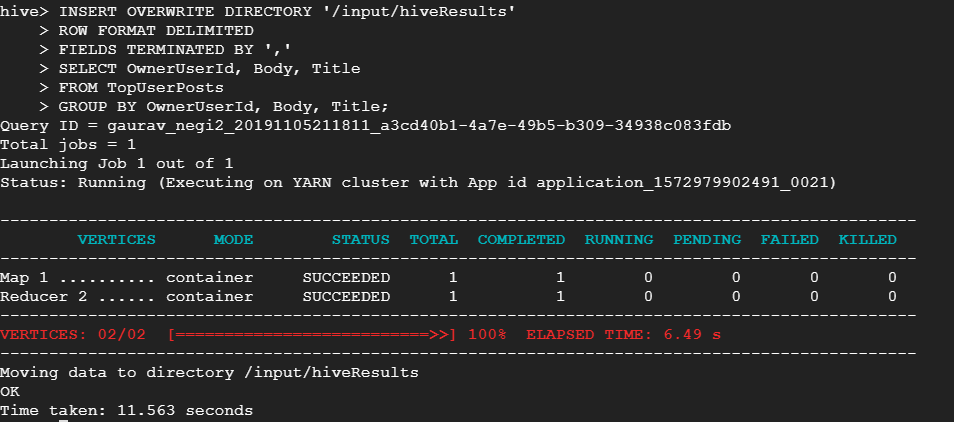 hive> INSERT OVERWRITE DIRECTORY '/input/hiveResults'
    > ROW FORMAT DELIMITED
    > FIELDS TERMINATED BY ','
    > SELECT OwnerUserId, Body, Title
    > FROM TopUserPosts
    > GROUP BY OwnerUserId, Body, Title;
Query ID = gaurav_negi2_20191105211811_a3cd40b1-4a7e-49b5-b309-34938c083fdb
Total jobs = 1
Launching Job 1 out of 1
Status: Running (Executing on YARN cluster with App id application_1572979902491_0021)
----------------------------------------------------------------------------------------------
        VERTICES      MODE        STATUS  TOTAL  COMPLETED  RUNNING  PENDING  FAILED  KILLED
----------------------------------------------------------------------------------------------
Map 1 .......... container     SUCCEEDED      1          1        0        0       0       0
Reducer 2 ...... container     SUCCEEDED      1          1        0        0       0       0
----------------------------------------------------------------------------------------------
VERTICES: 02/02  [==========================>>] 100%  ELAPSED TIME: 6.49 s
----------------------------------------------------------------------------------------------
Moving data to directory /input/hiveResults
OK
Time taken: 11.563 seconds